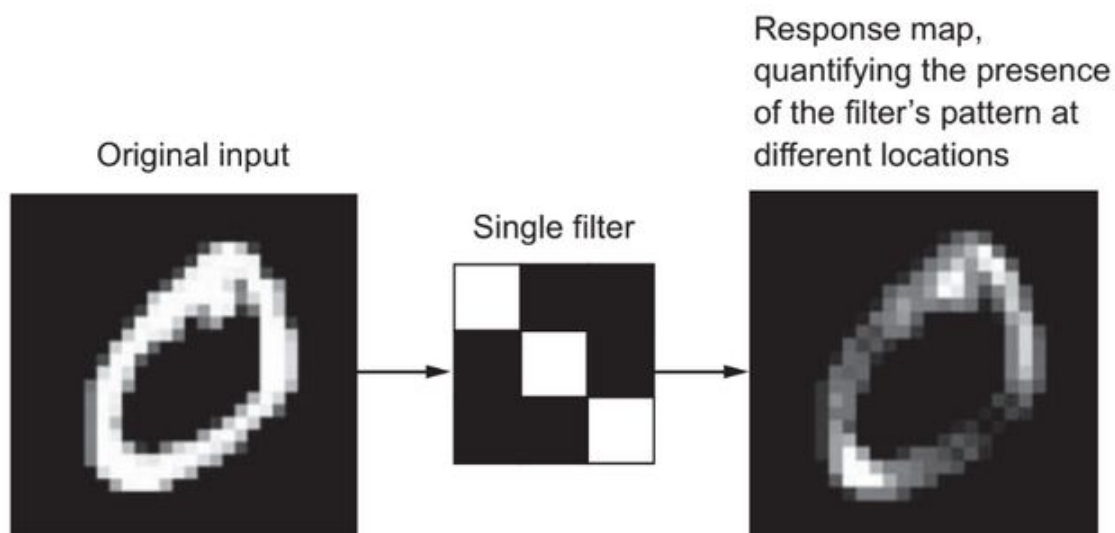 Original input
Single filter
Response map,
quantifying the presence
of the filter’s pattern at
different locations